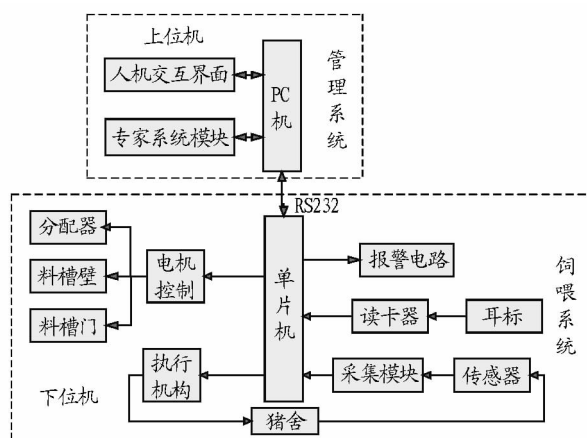 上位机
人机交互界面
专家系统模块
PC
机
管
理
系
统
RS232
分配器
料槽壁
料槽门
电机
控制
单
片
机
报警电路
读卡器
耳标
饲
喂
系
统
执行
机构
采集模块
传感器
下位机
猪舍